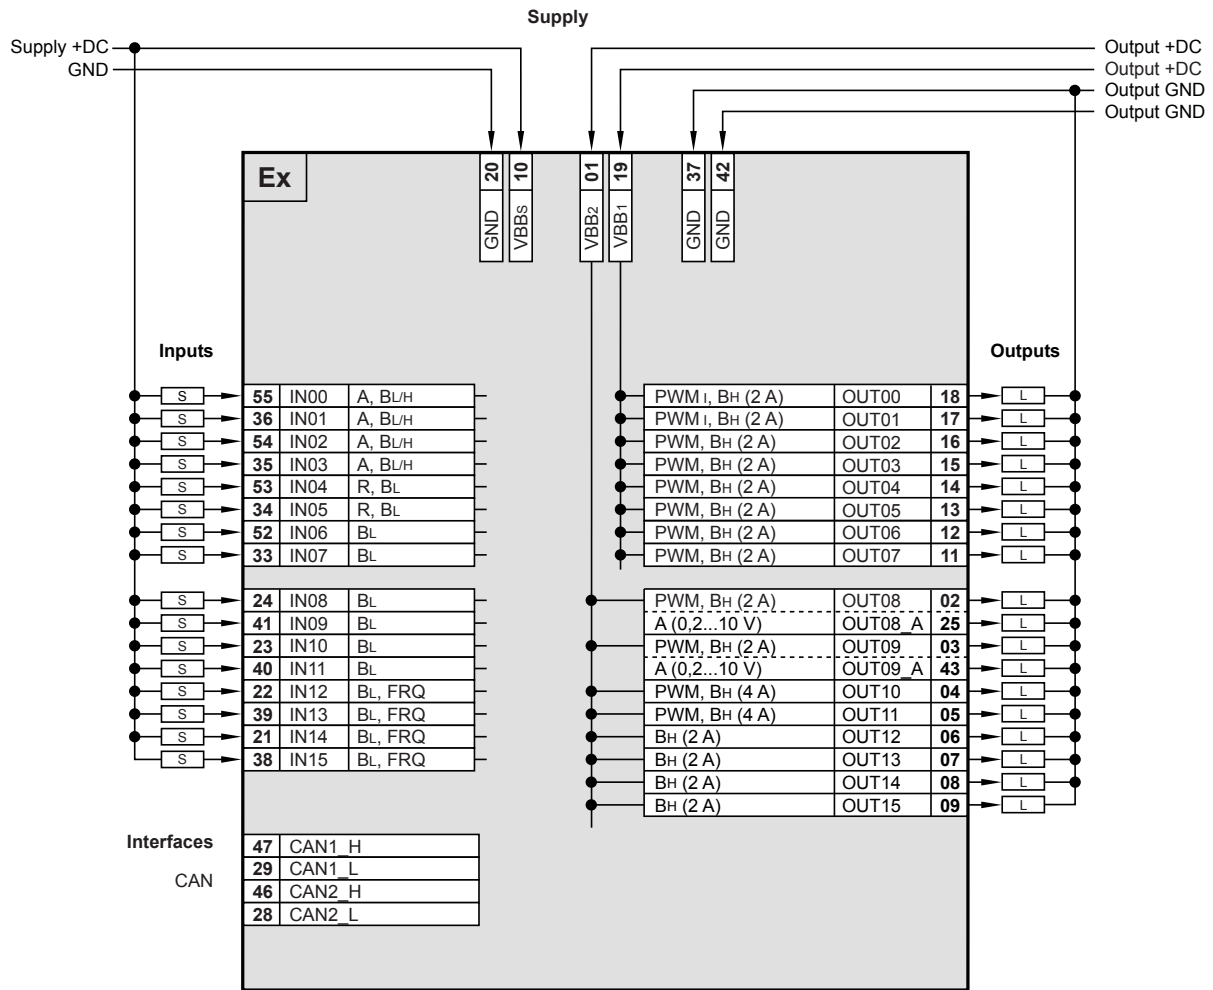 Supply
Supply +DC
GND
Output +DC
Output +DC
Output GND
Output GND
Ex
20 GND
10 VBBS
01 VBB2
19 VBB1
37 GND
42 GND
Inputs
S 55 IN00 A, BL/H
S 36 IN01 A, BL/H
S 54 IN02 A, BL/H
S 35 IN03 A, BL/H
S 53 IN04 R, BL
S 34 IN05 R, BL
S 52 IN06 BL
S 33 IN07 BL
S 24 IN08 BL
S 41 IN09 BL
S 23 IN10 BL
S 40 IN11 BL
S 22 IN12 BL, FRQ
S 39 IN13 BL, FRQ
S 21 IN14 BL, FRQ
S 38 IN15 BL, FRQ
Outputs
PWM I, BH (2 A) OUT00 18 L
PWM I, BH (2 A) OUT01 17 L
PWM, BH (2 A) OUT02 16 L
PWM, BH (2 A) OUT03 15 L
PWM, BH (2 A) OUT04 14 L
PWM, BH (2 A) OUT05 13 L
PWM, BH (2 A) OUT06 12 L
PWM, BH (2 A) OUT07 11 L
PWM, BH (2 A) OUT08 02 L
A (0,2...10 V) OUT08_A 25 L
PWM, BH (2 A) OUT09 03 L
A (0,2...10 V) OUT09_A 43 L
PWM, BH (4 A) OUT10 04 L
PWM, BH (4 A) OUT11 05 L
BH (2 A) OUT12 06 L
BH (2 A) OUT13 07 L
BH (2 A) OUT14 08 L
BH (2 A) OUT15 09 L
Interfaces
CAN
47 CAN1_H
29 CAN1_L
46 CAN2_H
28 CAN2_L